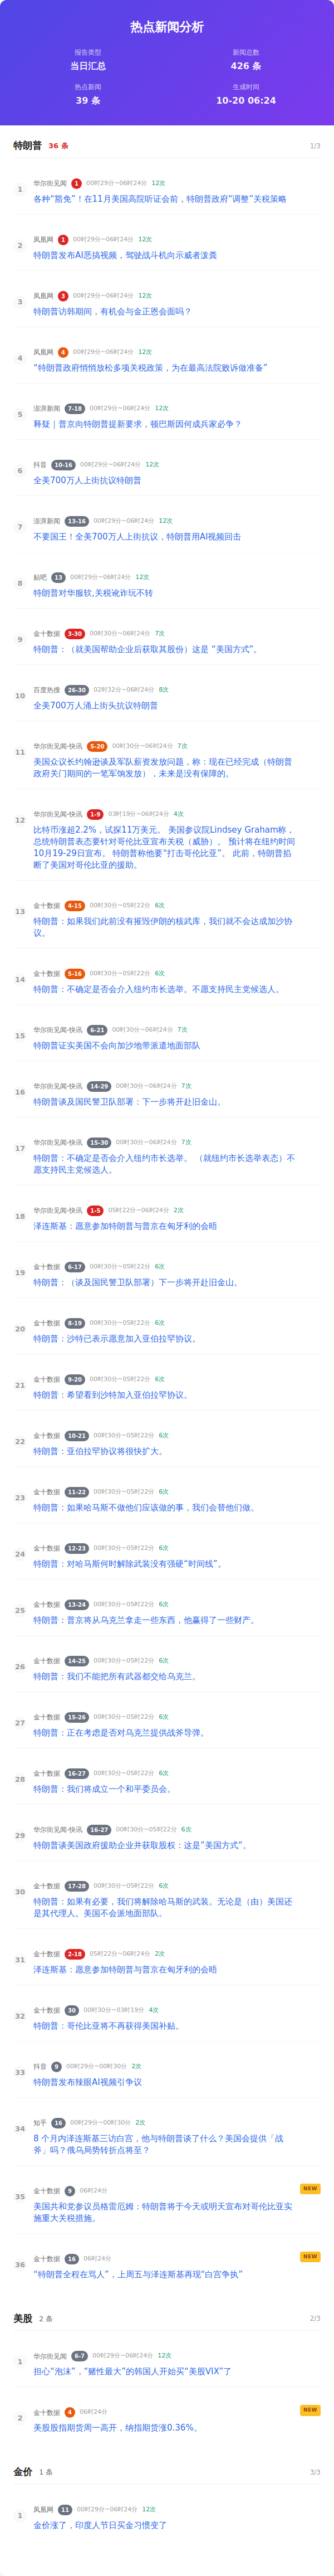 热点新闻分析
报告类型
新闻总数
当日汇总
426 条
热点新闻
生成时间
39 条
10-20 06:24
特朗普 36 条 1/3
1
华尔街见闻 1 00时29分~06时24分 12次
各种“豁免”！在11月美国高院听证会前，特朗普政府“调整”关税策略
2
凤凰网 1 00时29分~06时24分 12次
特朗普发布AI恶搞视频，驾驶战斗机向示威者泼粪
3
凤凰网 3 00时29分~06时24分 12次
特朗普访韩期间，有机会与金正恩会面吗？
4
凤凰网 4 00时29分~06时24分 12次
“特朗普政府悄悄放松多项关税政策，为在最高法院败诉做准备”
5
澎湃新闻 7-18 00时29分~06时24分 12次
释疑｜普京向特朗普提新要求，顿巴斯因何成兵家必争？
6
抖音 10-16 00时29分~06时24分 12次
全美700万人上街抗议特朗普
7
澎湃新闻 13-16 00时29分~06时24分 12次
不要国王！全美700万人上街抗议，特朗普用AI视频回击
8
贴吧 13 00时29分~06时24分 12次
特朗普对华服软,关税讹诈玩不转
9
金十数据 3-30 00时30分~06时24分 7次
特朗普：（就美国帮助企业后获取其股份）这是 “美国方式”。
10
百度热搜 26-30 02时32分~06时24分 8次
全美700万人涌上街头抗议特朗普
11
华尔街见闻-快讯 5-20 00时30分~06时24分 7次
美国众议长约翰逊谈及军队薪资发放问题，称：现在已经完成（特朗普
政府关门期间的一笔军饷发放），未来是没有保障的。
12
华尔街见闻-快讯 1-9 03时19分~06时24分 4次
比特币涨超2.2%，试探11万美元。 美国参议院Lindsey Graham称，
总统特朗普表态要针对哥伦比亚宣布关税（威胁）。 预计将在纽约时间
10月19-29日宣布。 特朗普称他要“打击哥伦比亚”。 此前，特朗普掐
断了美国对哥伦比亚的援助。
13
金十数据 4-15 00时30分~05时22分 6次
特朗普：如果我们此前没有摧毁伊朗的核武库，我们就不会达成加沙协
议。
14
金十数据 5-16 00时30分~05时22分 6次
特朗普：不确定是否会介入纽约市长选举。不愿支持民主党候选人。
15
华尔街见闻-快讯 6-21 00时30分~06时24分 7次
特朗普证实美国不会向加沙地带派遣地面部队
16
华尔街见闻-快讯 14-29 00时30分~06时24分 7次
特朗普谈及国民警卫队部署：下一步将开赴旧金山。
17
华尔街见闻-快讯 15-30 00时30分~06时24分 7次
特朗普：不确定是否会介入纽约市长选举。 （就纽约市长选举表态）不
愿支持民主党候选人。
18
华尔街见闻-快讯 1-5 05时22分~06时24分 2次
泽连斯基：愿意参加特朗普与普京在匈牙利的会晤
19
金十数据 6-17 00时30分~05时22分 6次
特朗普：（谈及国民警卫队部署）下一步将开赴旧金山。
20
金十数据 8-19 00时30分~05时22分 6次
特朗普：沙特已表示愿意加入亚伯拉罕协议。
21
金十数据 9-20 00时30分~05时22分 6次
特朗普：希望看到沙特加入亚伯拉罕协议。
22
金十数据 10-21 00时30分~05时22分 6次
特朗普：亚伯拉罕协议将很快扩大。
23
金十数据 11-22 00时30分~05时22分 6次
特朗普：如果哈马斯不做他们应该做的事，我们会替他们做。
24
金十数据 12-23 00时30分~05时22分 6次
特朗普：对哈马斯何时解除武装没有强硬“时间线”。
25
金十数据 13-24 00时30分~05时22分 6次
特朗普：普京将从乌克兰拿走一些东西，他赢得了一些财产。
26
金十数据 14-25 00时30分~05时22分 6次
特朗普：我们不能把所有武器都交给乌克兰。
27
金十数据 15-26 00时30分~05时22分 6次
特朗普：正在考虑是否对乌克兰提供战斧导弹。
28
金十数据 16-27 00时30分~05时22分 6次
特朗普：我们将成立一个和平委员会。
29
华尔街见闻-快讯 16-27 00时30分~05时22分 6次
特朗普谈美国政府援助企业并获取股权：这是”美国方式“。
30
金十数据 17-28 00时30分~05时22分 6次
特朗普：如果有必要，我们将解除哈马斯的武装。无论是（由）美国还
是其代理人。美国不会派地面部队。
31
金十数据 2-18 05时22分~06时24分 2次
泽连斯基：愿意参加特朗普与普京在匈牙利的会晤
32
金十数据 30 00时30分~03时19分 4次
特朗普：哥伦比亚将不再获得美国补贴。
33
抖音 9 00时29分~00时30分 2次
特朗普发布辣眼AI视频引争议
34
知乎 16 00时29分~00时30分 2次
8 个月内泽连斯基三访白宫，他与特朗普谈了什么？美国会提供「战
斧」吗？俄乌局势转折点将至？
35
金十数据 9 06时24分 NEW
美国共和党参议员格雷厄姆：特朗普将于今天或明天宣布对哥伦比亚实
施重大关税措施。
36
金十数据 16 06时24分 NEW
“特朗普全程在骂人”，上周五与泽连斯基再现“白宫争执”
美股 2 条 2/3
1
华尔街见闻 6-7 00时29分~06时24分 12次
担心“泡沫”，“赌性最大”的韩国人开始买“美股VIX”了
2
金十数据 4 06时24分 NEW
美股股指期货周一高开，纳指期货涨0.36%。
金价 1 条 3/3
1
凤凰网 11 00时29分~06时24分 12次
金价涨了，印度人节日买金习惯变了